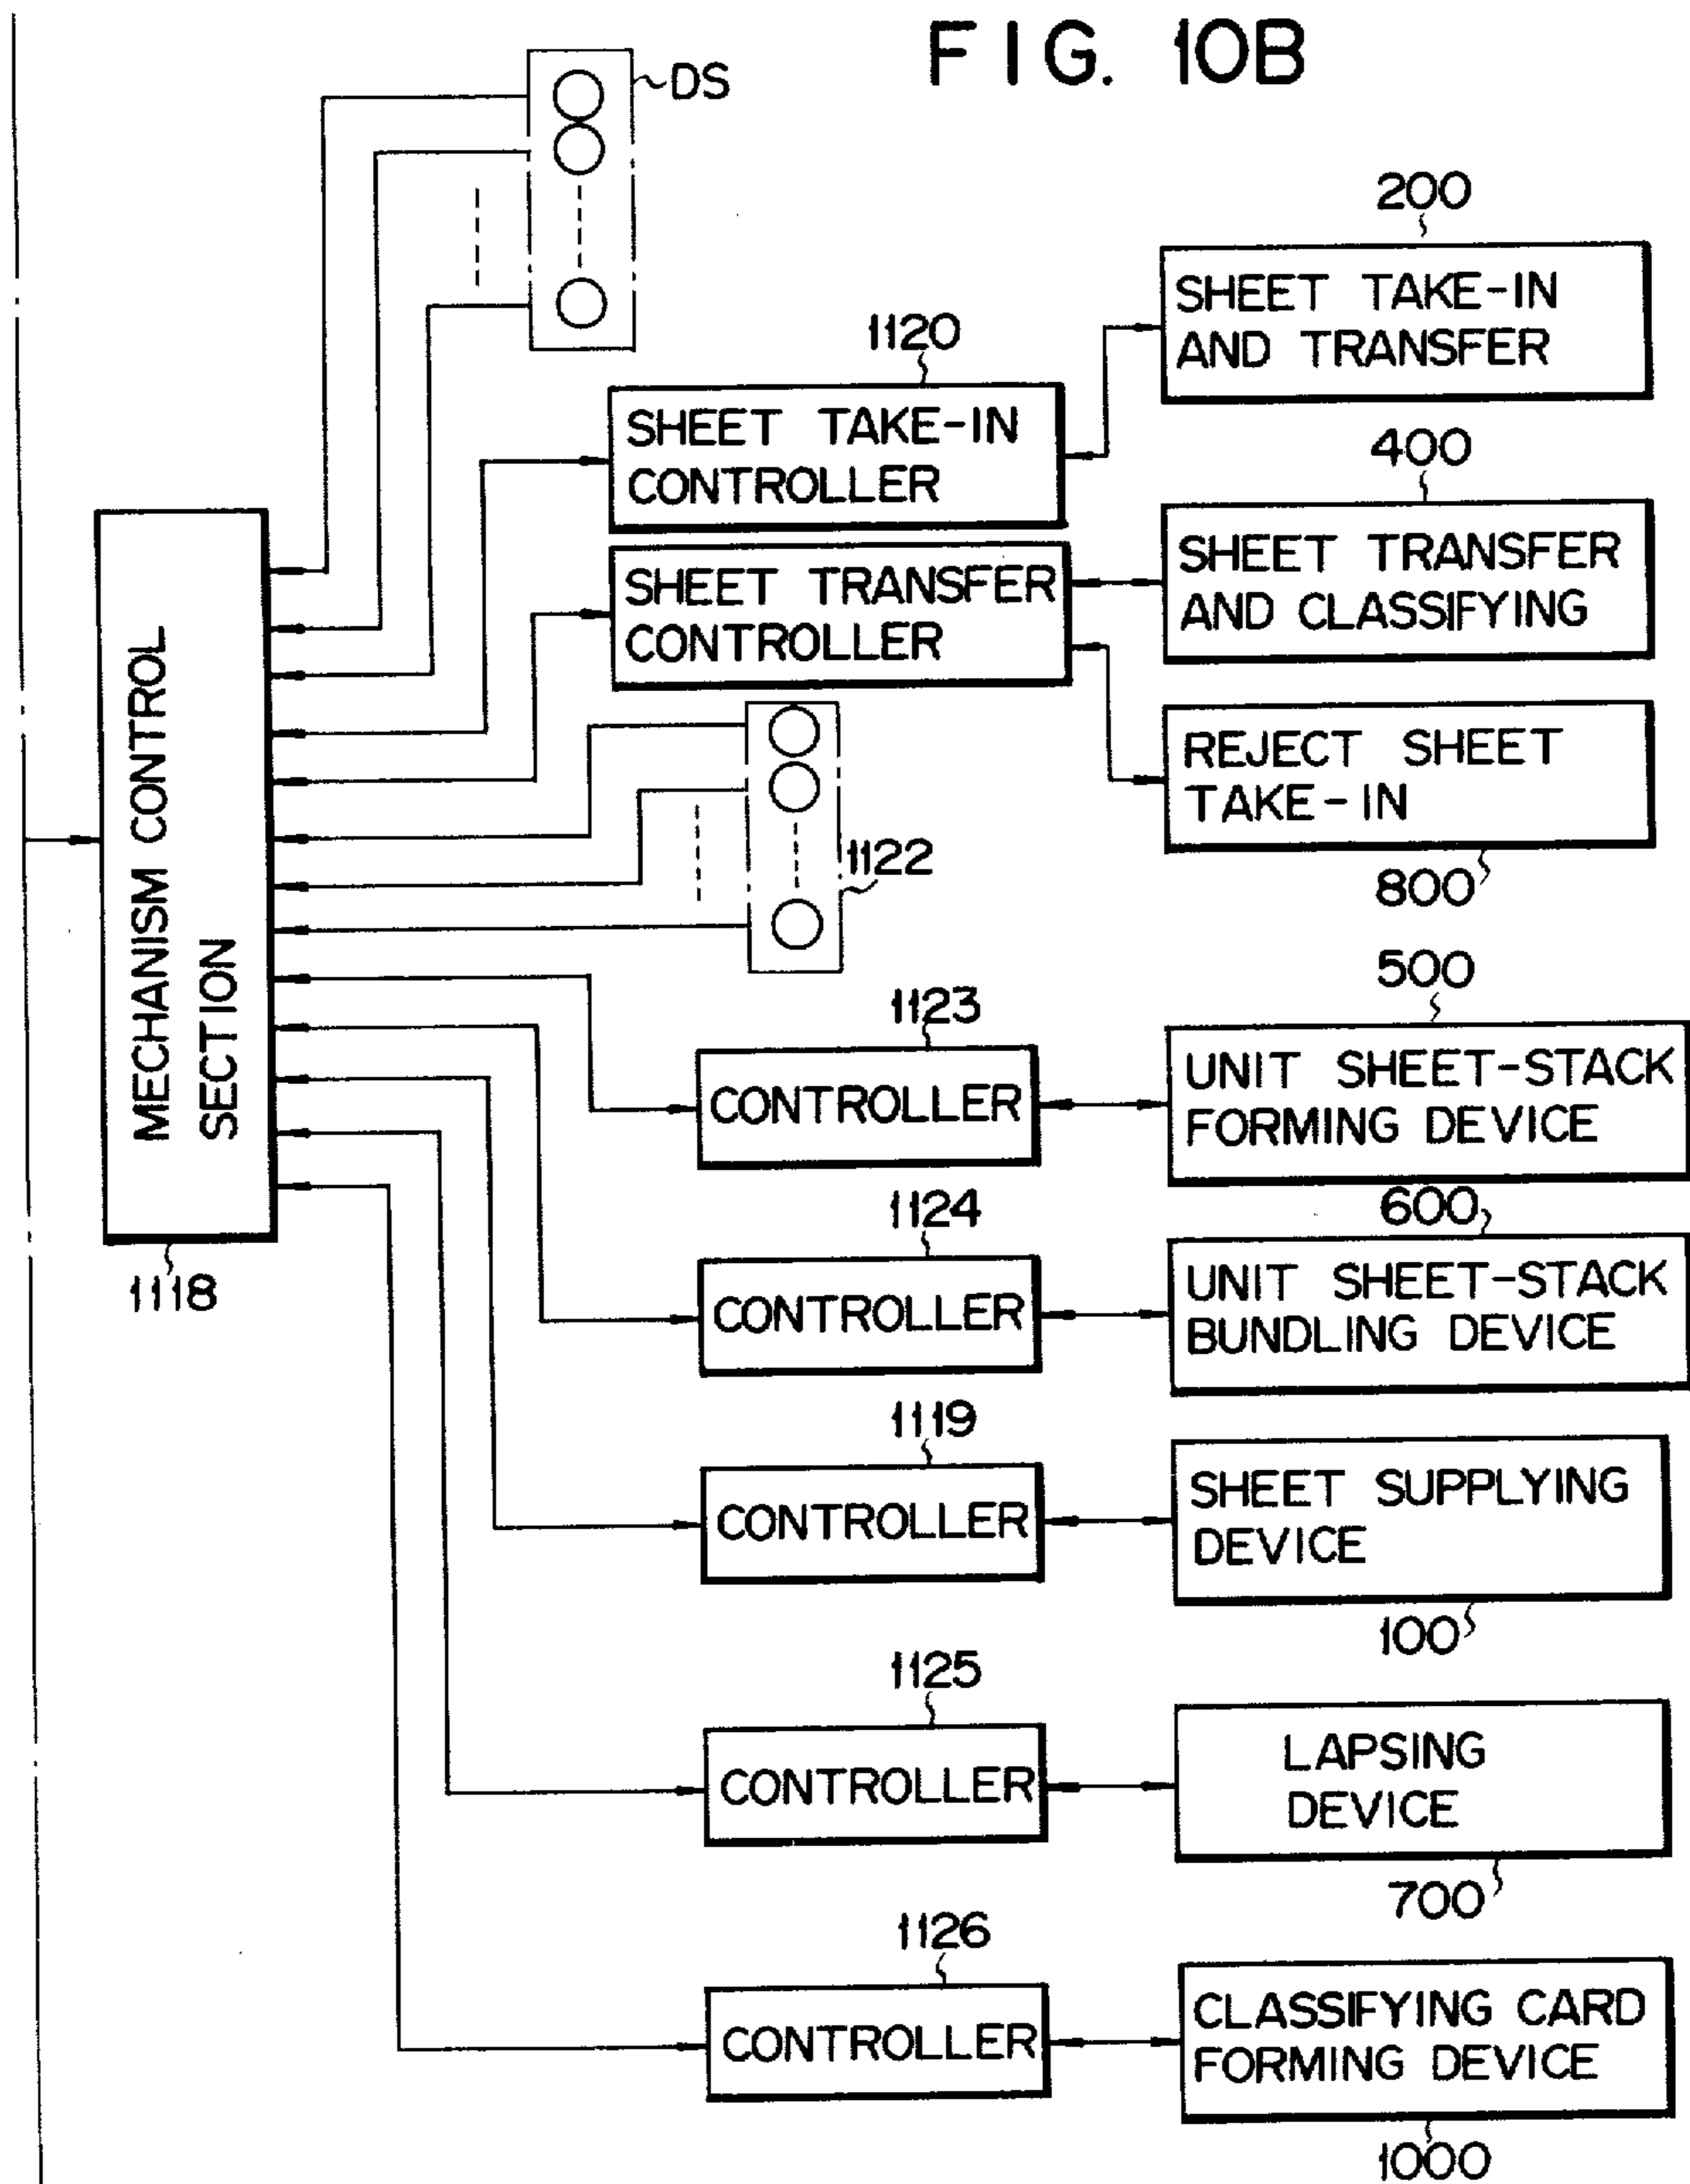 FIG. 10B
DS
200
SHEET TAKE-IN
AND TRANSFER
1120
SHEET TAKE-IN
CONTROLLER
400
SHEET TRANSFER
AND CLASSIFYING
SHEET TRANSFER
CONTROLLER
REJECT SHEET
TAKE-IN
800
MECHANISM CONTROL
SECTION
1118
1122
500
1123
CONTROLLER
UNIT SHEET-STACK
FORMING DEVICE
600
1124
CONTROLLER
UNIT SHEET-STACK
BUNDLING DEVICE
1119
CONTROLLER
SHEET SUPPLYING
DEVICE
100
1125
CONTROLLER
LAPSING
DEVICE
700
1126
CONTROLLER
CLASSIFYING CARD
FORMING DEVICE
1000